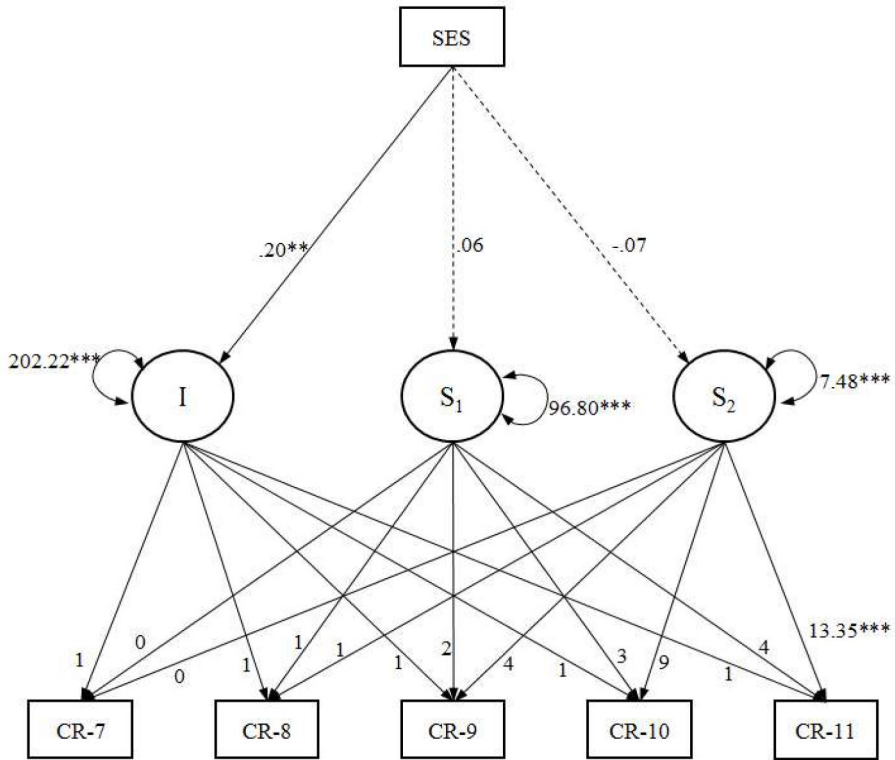 SES
.20**
.06
-.07
202.22***
I
S₁
96.80***
S₂
7.48***
1
0
0
1
1
1
1
2
4
1
3
9
1
4
13.35***
CR-7
CR-8
CR-9
CR-10
CR-11